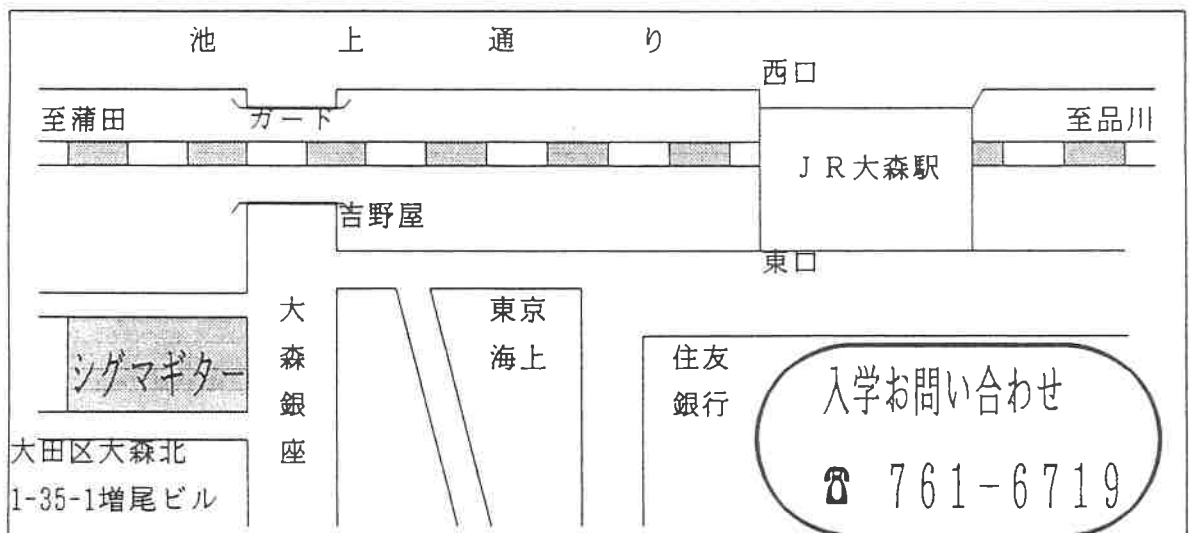 池上通り
西口
至蒲田
ガード
至品川
JR大森駅
吉野屋
東口
大森銀座
東京
海上
住友
銀行
シグマギター
大田区大森北
1-35-1増尾ビル
入学お問い合わせ
☎ 761-6719